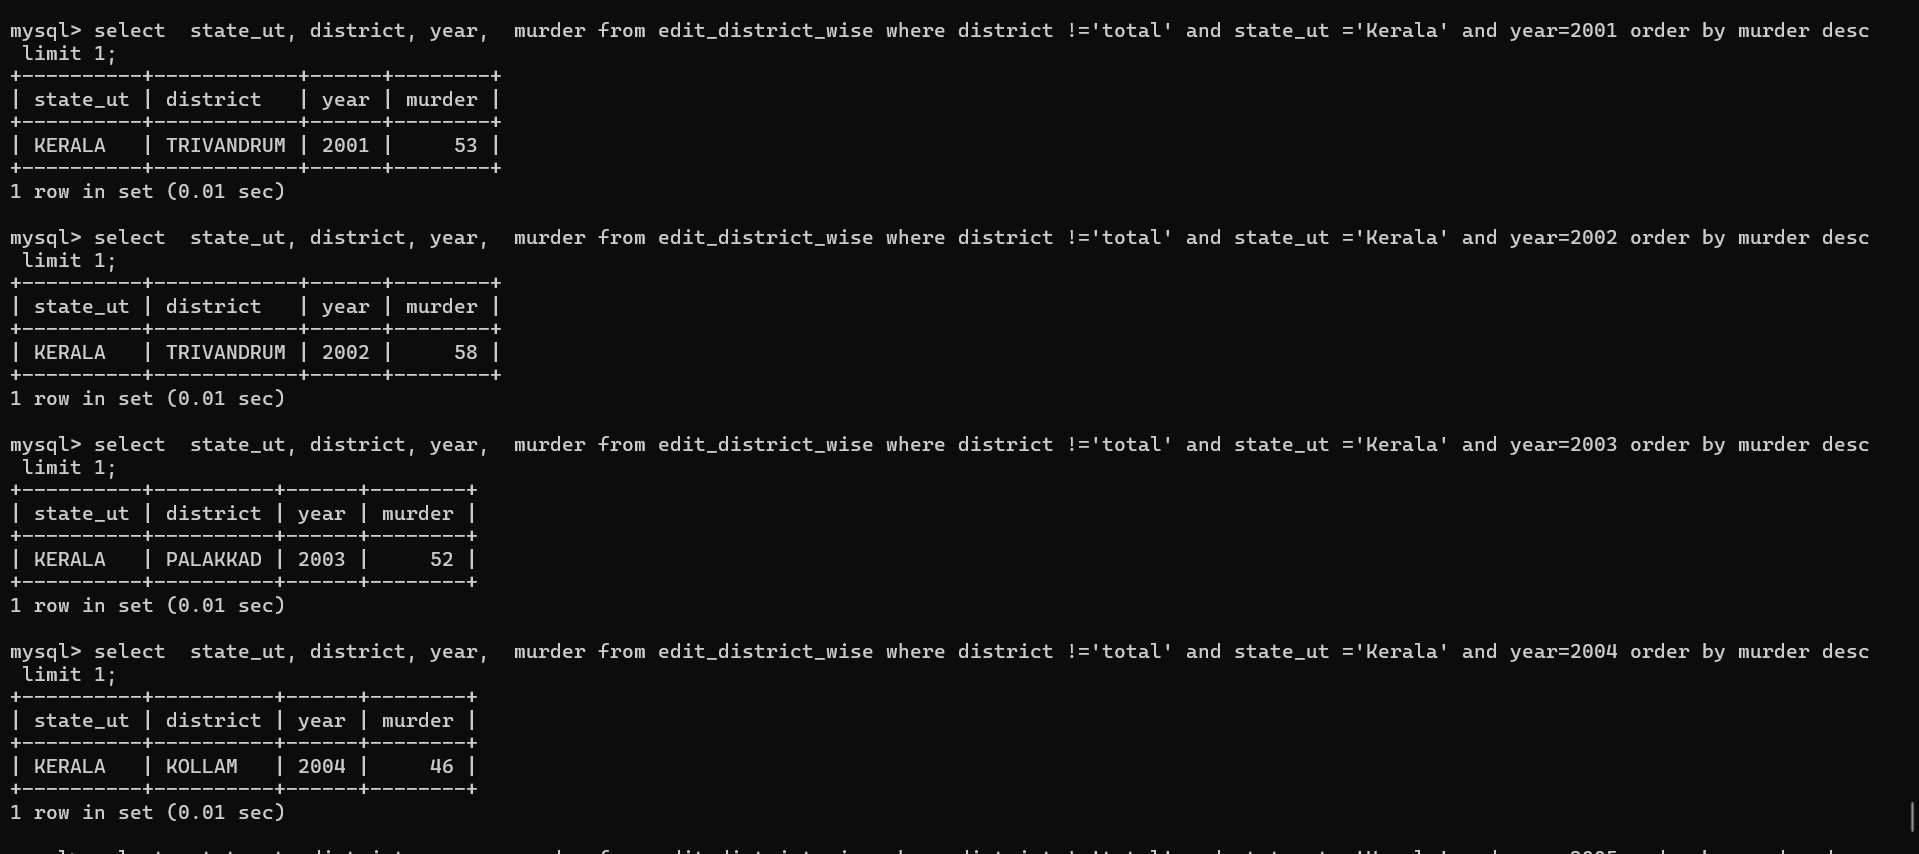 mysql> select  state_ut, district, year,  murder from edit_district_wise where district !='total' and state_ut ='Kerala' and year=2001 order by murder desc
 limit 1;
+----------+------------+------+--------+
| state_ut | district   | year | murder |
+----------+------------+------+--------+
| KERALA   | TRIVANDRUM | 2001 |     53 |
+----------+------------+------+--------+
1 row in set (0.01 sec)

mysql> select  state_ut, district, year,  murder from edit_district_wise where district !='total' and state_ut ='Kerala' and year=2002 order by murder desc
 limit 1;
+----------+------------+------+--------+
| state_ut | district   | year | murder |
+----------+------------+------+--------+
| KERALA   | TRIVANDRUM | 2002 |     58 |
+----------+------------+------+--------+
1 row in set (0.01 sec)

mysql> select  state_ut, district, year,  murder from edit_district_wise where district !='total' and state_ut ='Kerala' and year=2003 order by murder desc
 limit 1;
+----------+----------+------+--------+
| state_ut | district | year | murder |
+----------+----------+------+--------+
| KERALA   | PALAKKAD | 2003 |     52 |
+----------+----------+------+--------+
1 row in set (0.01 sec)

mysql> select  state_ut, district, year,  murder from edit_district_wise where district !='total' and state_ut ='Kerala' and year=2004 order by murder desc
 limit 1;
+----------+----------+------+--------+
| state_ut | district | year | murder |
+----------+----------+------+--------+
| KERALA   | KOLLAM   | 2004 |     46 |
+----------+----------+------+--------+
1 row in set (0.01 sec)